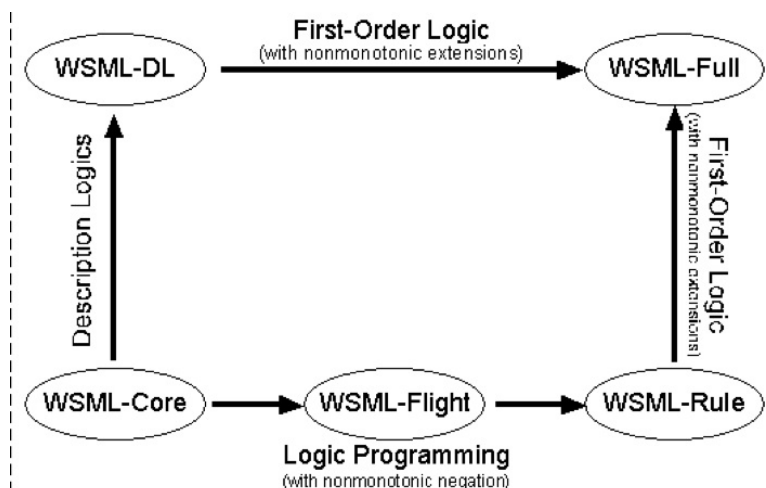 First-Order Logic
(with nonmonotonic extensions)
WSML-DL
WSML-Full
Description Logics
First-Order Logic
(with nonmonotonic extensions)
WSML-Core
WSML-Flight
WSML-Rule
Logic Programming
(with nonmonotonic negation)